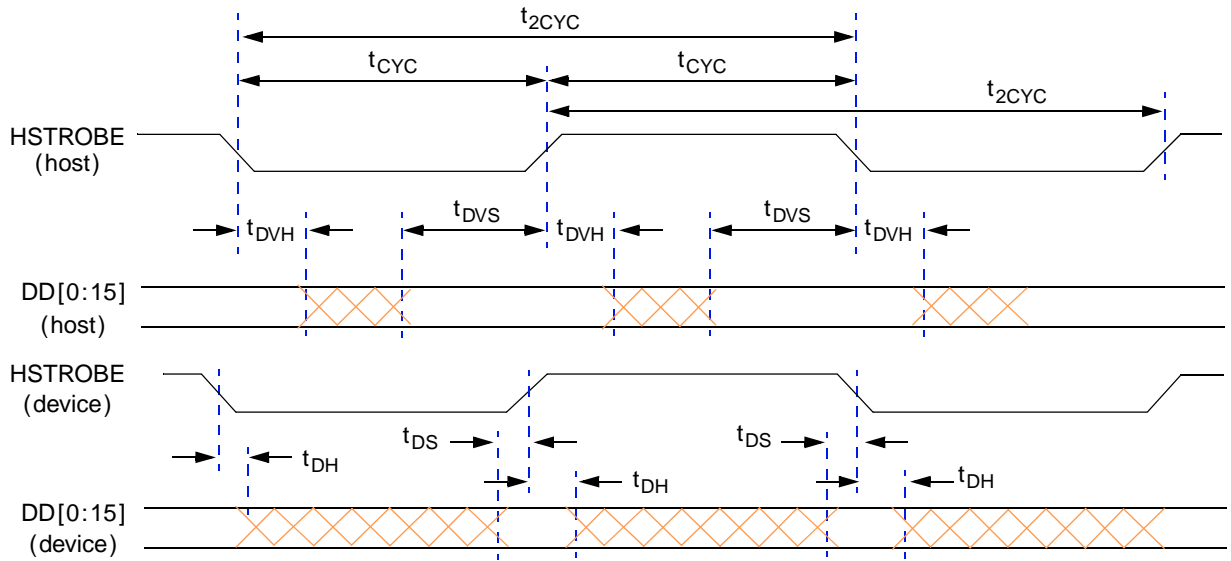 t2CYC
tCYC
tCYC
t2CYC
HSTROBE
(host)
tDVH
tDVS
tDVH
tDVS
tDVH
DD[0:15]
(host)
HSTROBE
(device)
tDH
tDS
tDH
tDS
tDH
DD[0:15]
(device)